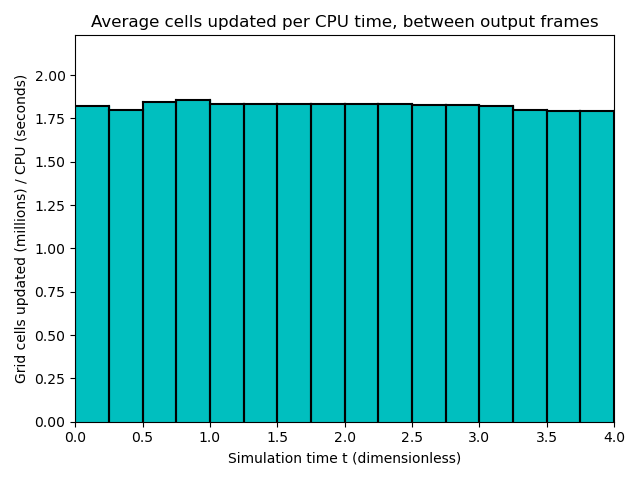 Average cells updated per CPU time, between output frames
Grid cells updated (millions) / CPU (seconds)
2.00
1.75
1.50
1.25
1.00
0.75
0.50
0.25
0.00
0.0 0.5 1.0 1.5 2.0 2.5 3.0 3.5 4.0
Simulation time t (dimensionless)